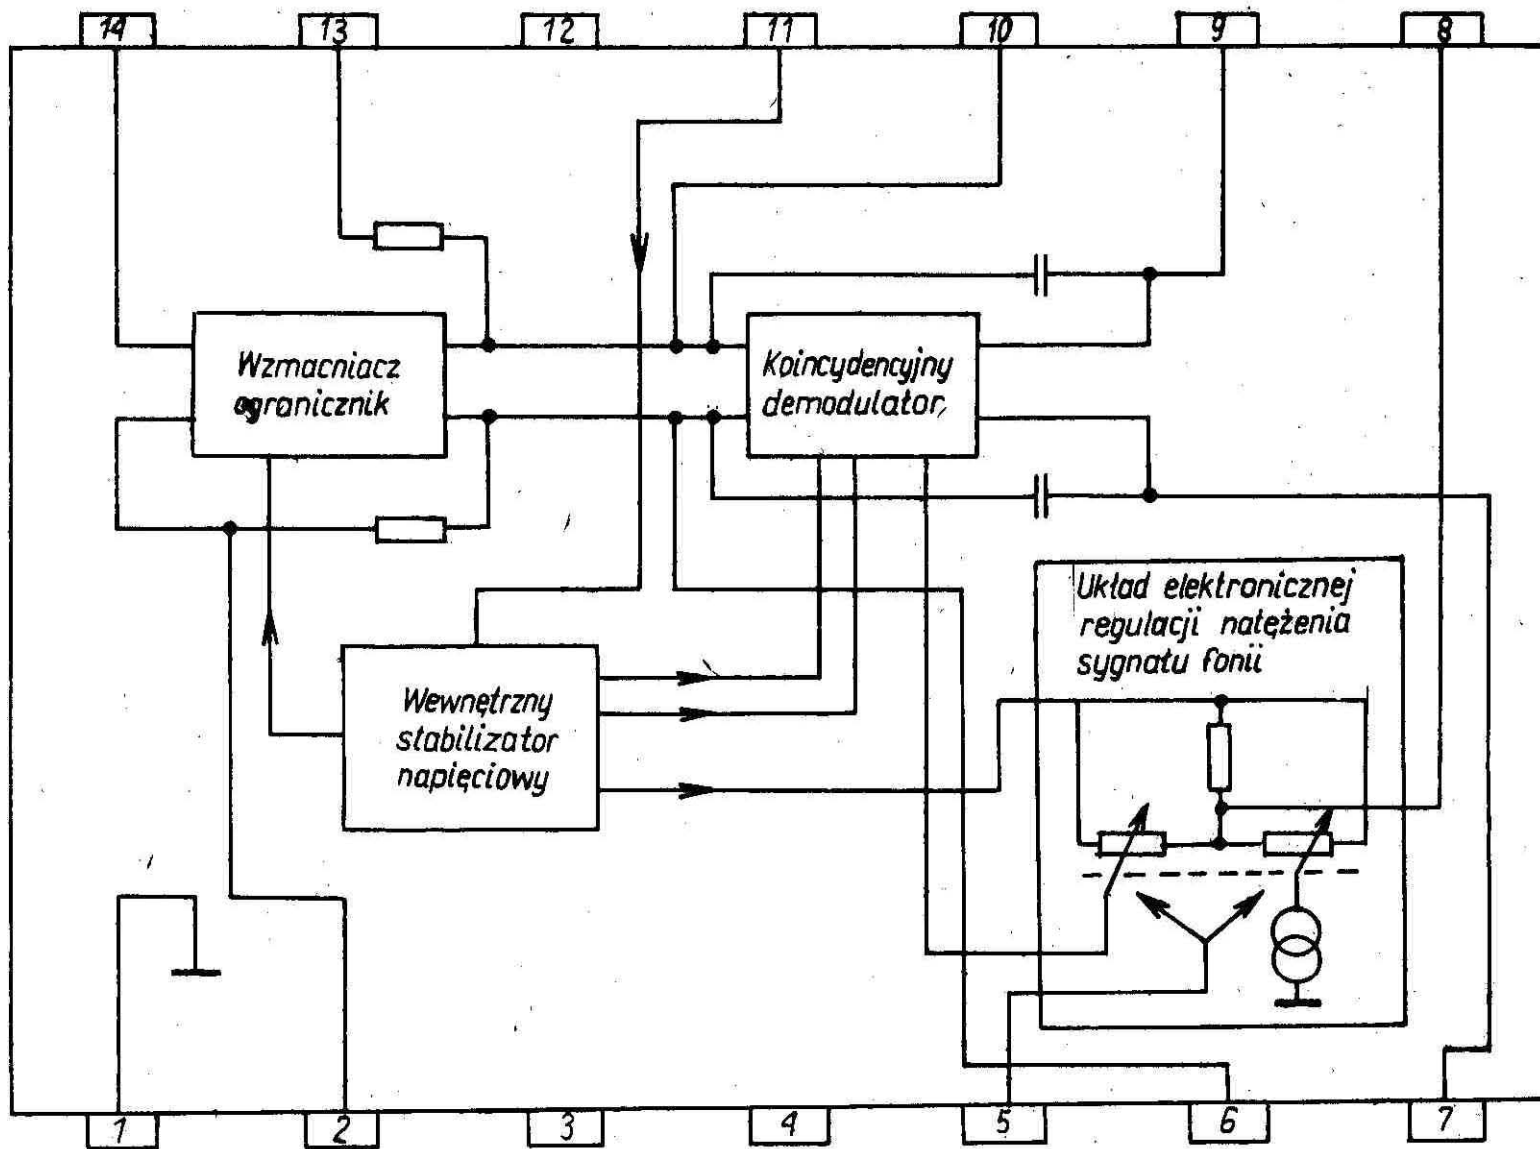 14 13 12 11 10 9 8
Wzmacniacz
ogranicznik
Koincydencyjny
demodulator
Układ elektronicznej
regulacji natężenia
sygnału fonii
Wewnętrzny
stabilizator
napięciowy
1 2 3 4 5 6 7